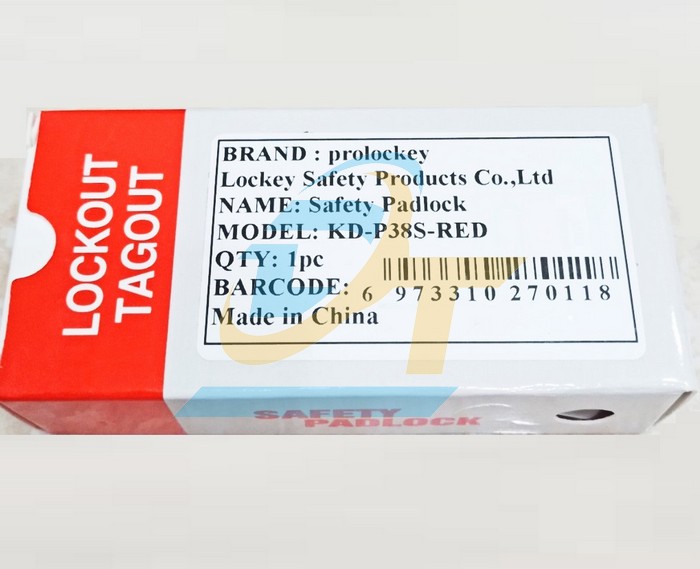 LOCKOUT
TAGOUT
BRAND : prolockey
Lockey Safety Products Co.,Ltd
NAME: Safety Padlock
MODEL: KD-P38S-RED
QTY: 1pc
BARCODE: 6 973310 270118
Made in China
SAFETY
PADLOCK